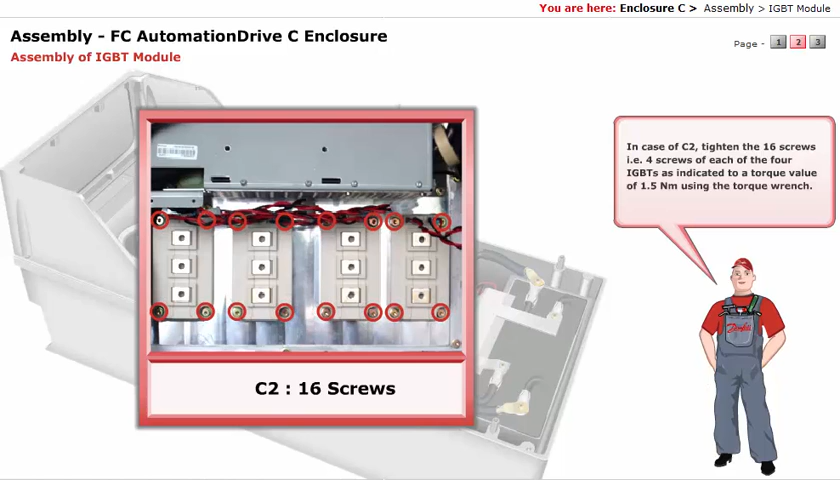 You are here: Enclosure C > Assembly > IGBT Module
Assembly - FC AutomationDrive C Enclosure
Assembly of IGBT Module
Page - 1 2 3
In case of C2, tighten the 16 screws
i.e. 4 screws of each of the four
IGBTs as indicated to a torque value
of 1.5 Nm using the torque wrench.
Danfoss
C2 : 16 Screws